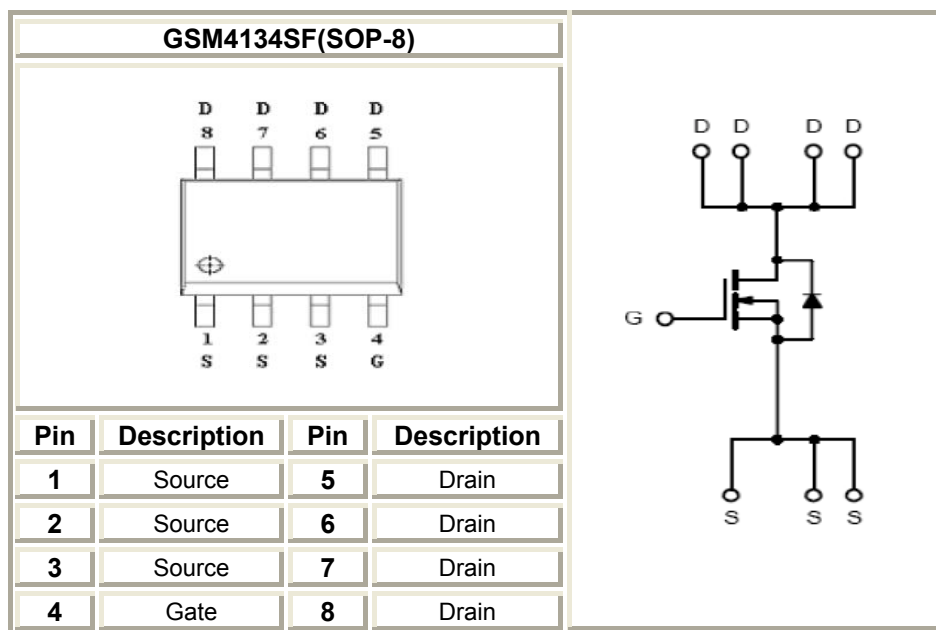 GSM4134SF(SOP-8)
D D D D
8 7 6 5
1 2 3 4
S S S G
D D D D
G
S S S
Pin Description Pin Description
1 Source 5 Drain
2 Source 6 Drain
3 Source 7 Drain
4 Gate 8 Drain